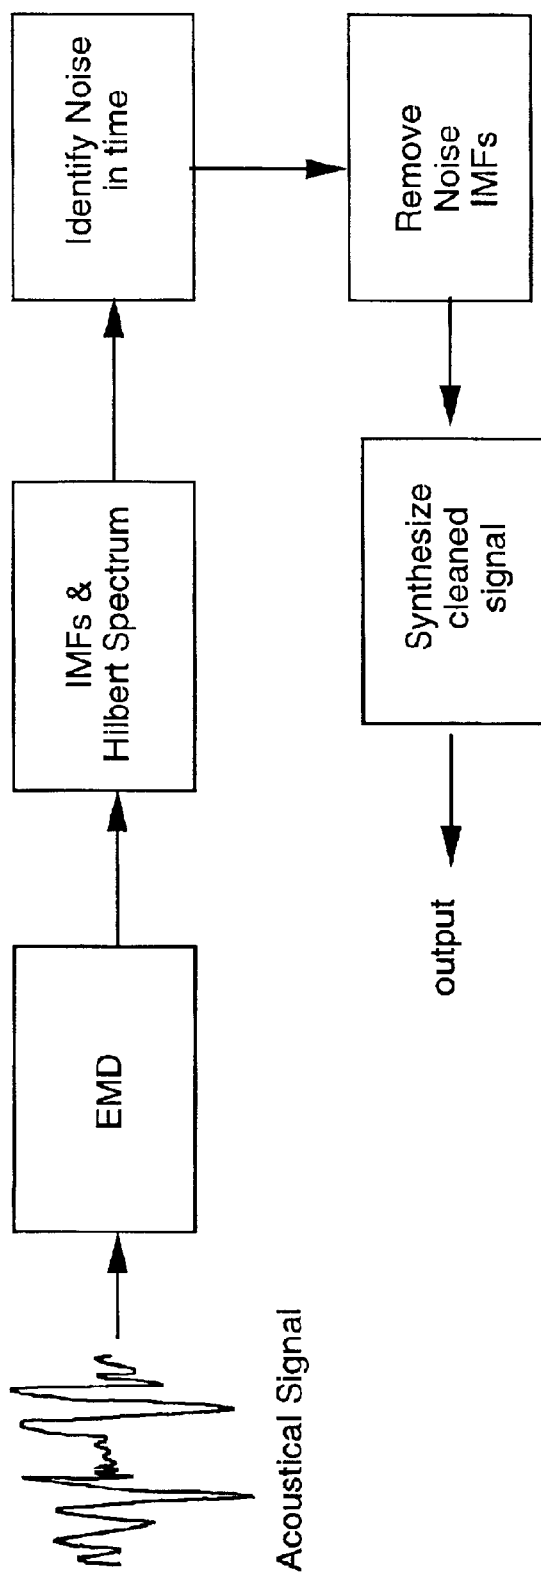 Acoustical Signal
EMD
IMFs &
Hilbert Spectrum
Identify Noise
in time
Remove
Noise
IMFs
Synthesize
cleaned
signal
output